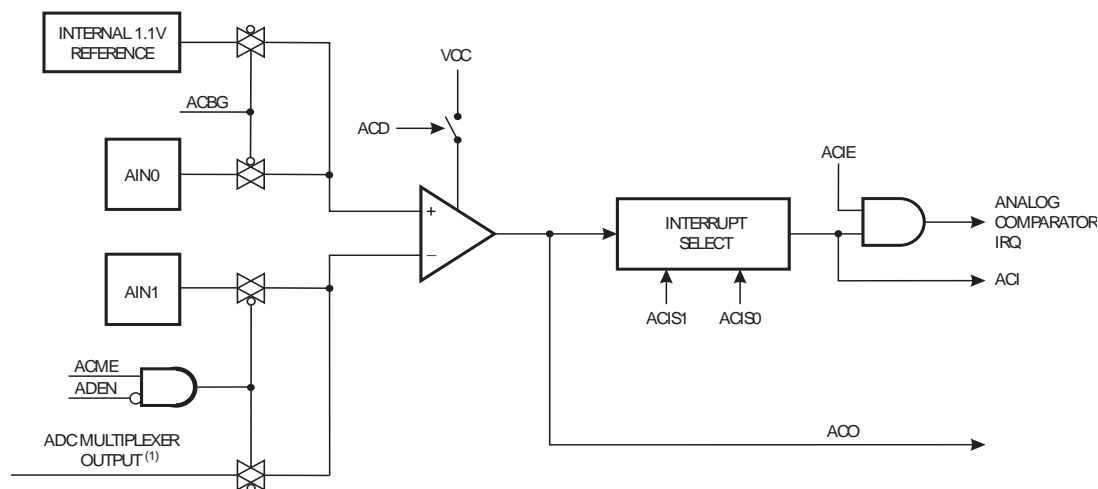 INTERNAL 1.1V
REFERENCE
ACBG
AIN0
VCC
ACD
+
−
AIN1
ACME
ADEN
ADC MULTIPLEXER
OUTPUT (1)
INTERRUPT
SELECT
ACIS1 ACIS0
ACIE
ANALOG
COMPARATOR
IRQ
ACI
ACO